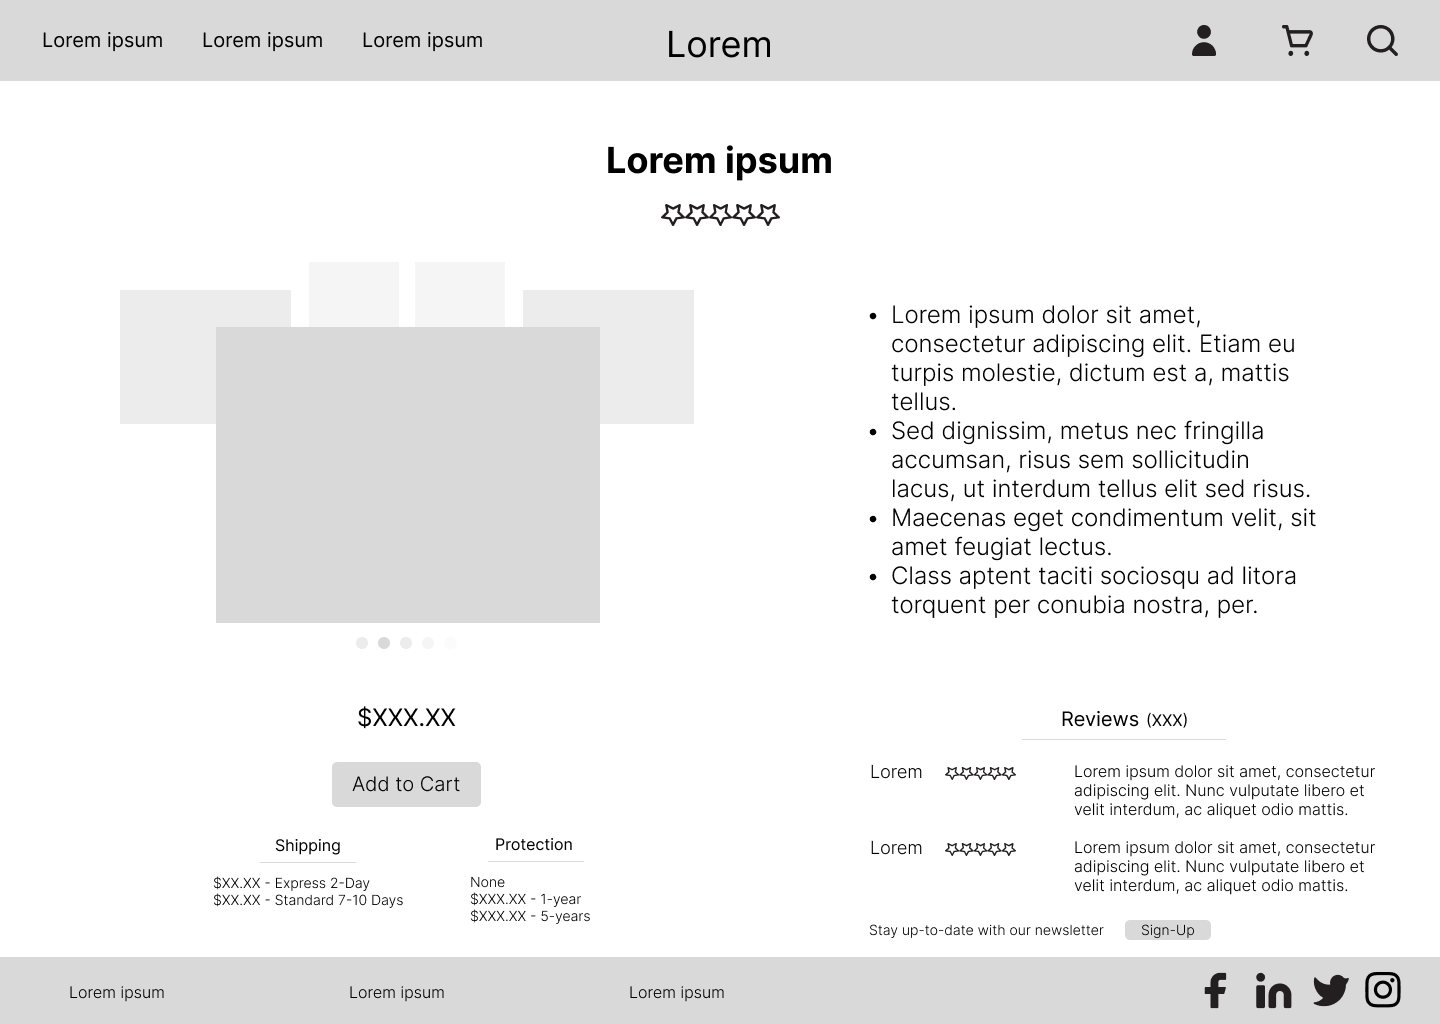 Lorem ipsum
Lorem ipsum
Lorem ipsum
Lorem
Lorem ipsum
• Lorem ipsum dolor sit amet,
consectetur adipiscing elit. Etiam eu
turpis molestie, dictum est a, mattis
tellus.
• Sed dignissim, metus nec fringilla
accumsan, risus sem sollicitudin
lacus, ut interdum tellus elit sed risus.
• Maecenas eget condimentum velit, sit
amet feugiat lectus.
• Class aptent taciti sociosqu ad litora
torquent per conubia nostra, per.
$XXX.XX
Add to Cart
Shipping
$XX.XX - Express 2-Day
$XX.XX - Standard 7-10 Days
Protection
None
$XXX.XX - 1-year
$XXX.XX - 5-years
Reviews (XXX)
Lorem
Lorem ipsum dolor sit amet, consectetur
adipiscing elit. Nunc vulputate libero et
velit interdum, ac aliquet odio mattis.
Lorem
Lorem ipsum dolor sit amet, consectetur
adipiscing elit. Nunc vulputate libero et
velit interdum, ac aliquet odio mattis.
Stay up-to-date with our newsletter
Sign-Up
Lorem ipsum
Lorem ipsum
Lorem ipsum